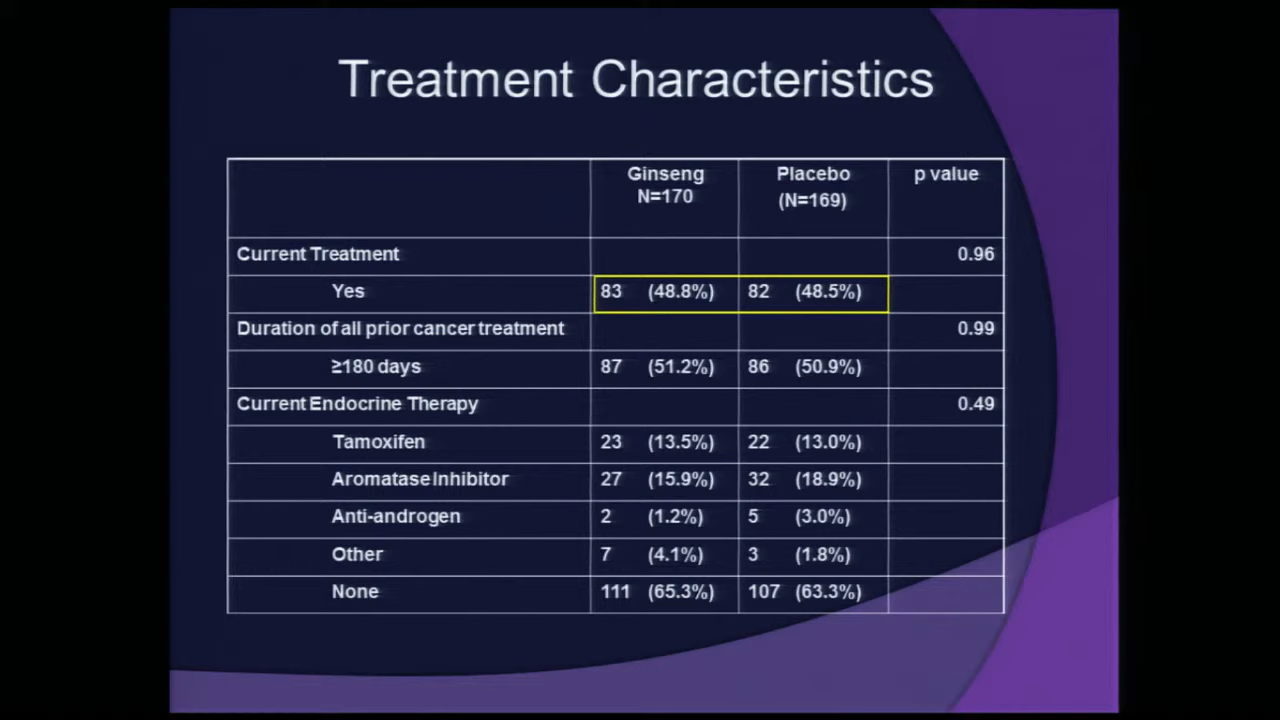 Treatment Characteristics
Ginseng N=170 Placebo (N=169) p value
Current Treatment 0.96
Yes 83 (48.8%) 82 (48.5%)
Duration of all prior cancer treatment 0.99
≥180 days 87 (51.2%) 86 (50.9%)
Current Endocrine Therapy 0.49
Tamoxifen 23 (13.5%) 22 (13.0%)
Aromatase Inhibitor 27 (15.9%) 32 (18.9%)
Anti-androgen 2 (1.2%) 5 (3.0%)
Other 7 (4.1%) 3 (1.8%)
None 111 (65.3%) 107 (63.3%)